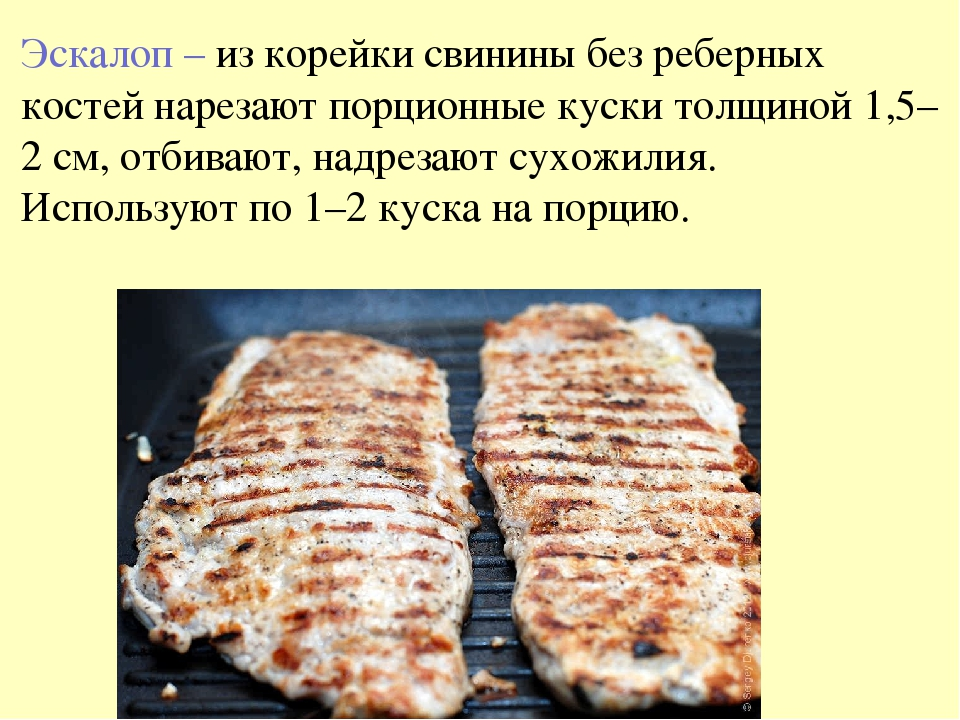 Эскалоп – из корейки свинины без реберных
костей нарезают порционные куски толщиной 1,5–
2 см, отбивают, надрезают сухожилия.
Используют по 1–2 куска на порцию.
© Sergey